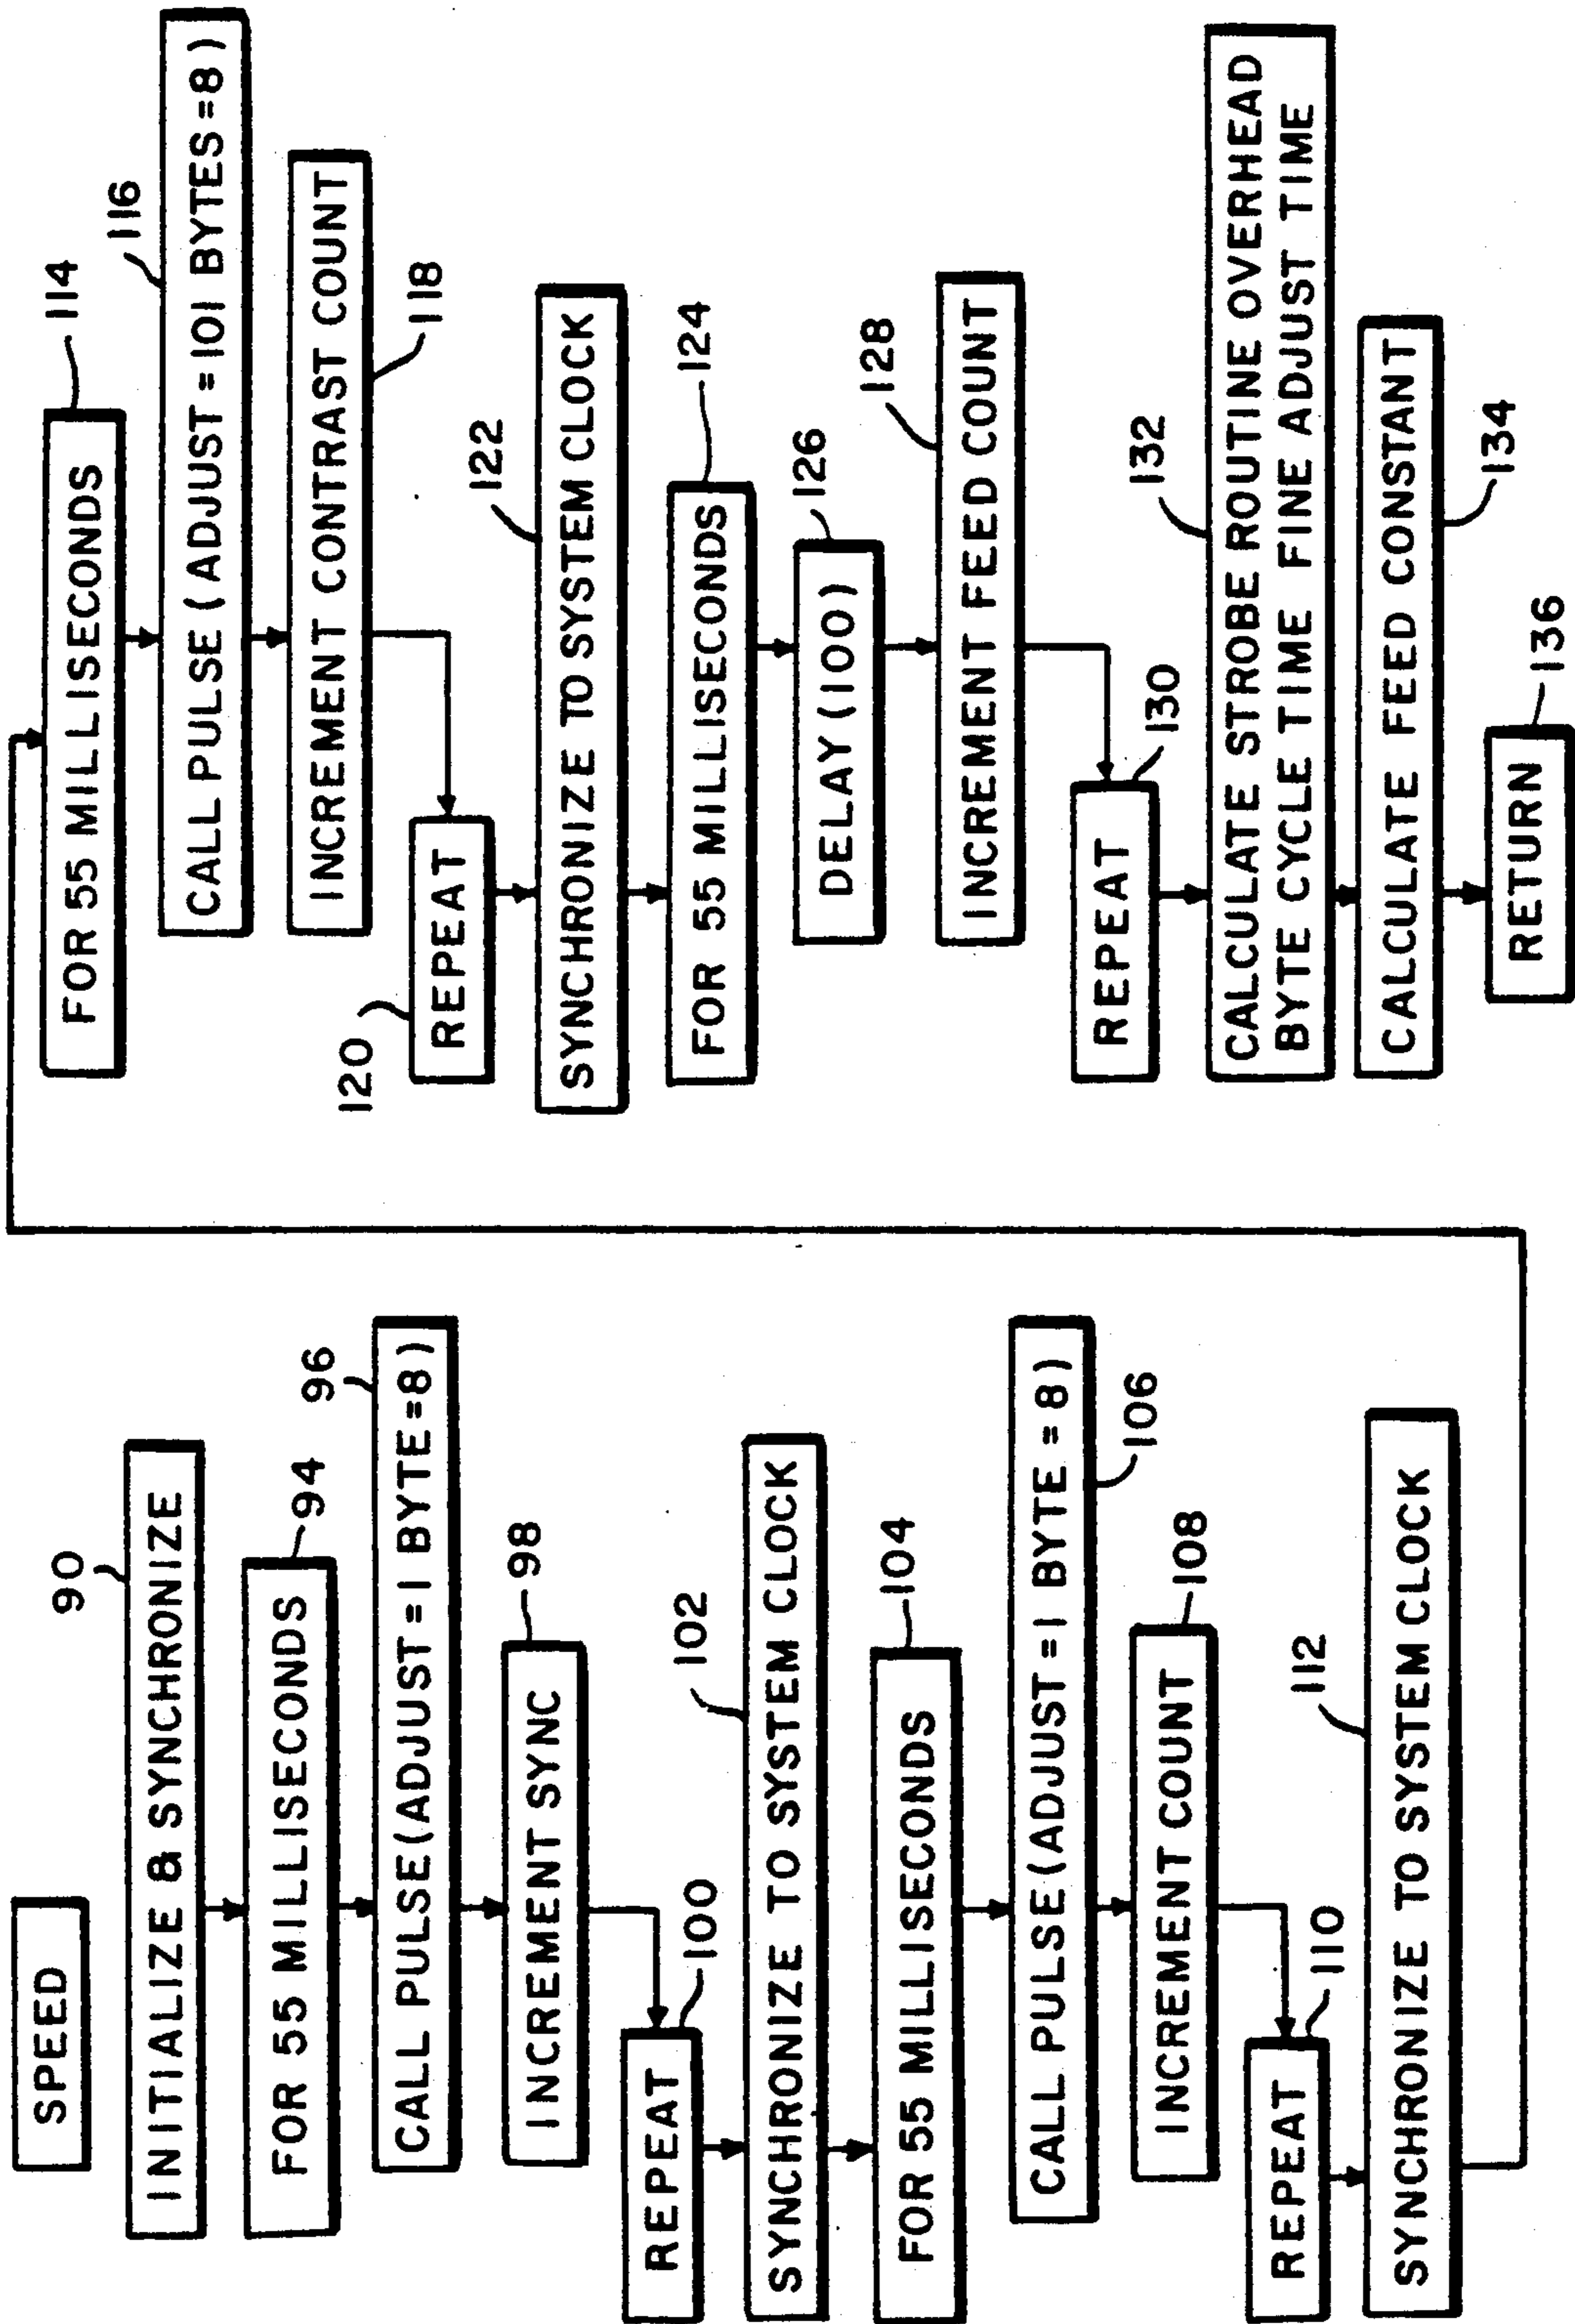 SPEED
90
INITIALIZE & SYNCHRONIZE
FOR 55 MILLISECONDS
94
96
CALL PULSE (ADJUST=1 BYTE=8)
INCREMENT SYNC
98
REPEAT
100
102
SYNCHRONIZE TO SYSTEM CLOCK
FOR 55 MILLISECONDS
104
CALL PULSE (ADJUST=1 BYTE=8)
106
INCREMENT COUNT
108
REPEAT
110
112
SYNCHRONIZE TO SYSTEM CLOCK
FOR 55 MILLISECONDS
114
116
CALL PULSE (ADJUST=101 BYTES=8)
INCREMENT CONTRAST COUNT
118
120
REPEAT
122
SYNCHRONIZE TO SYSTEM CLOCK
FOR 55 MILLISECONDS
124
DELAY (100)
126
128
INCREMENT FEED COUNT
REPEAT
130
132
CALCULATE STROBE ROUTINE OVERHEAD
BYTE CYCLE TIME FINE ADJUST TIME
CALCULATE FEED CONSTANT
134
RETURN
136